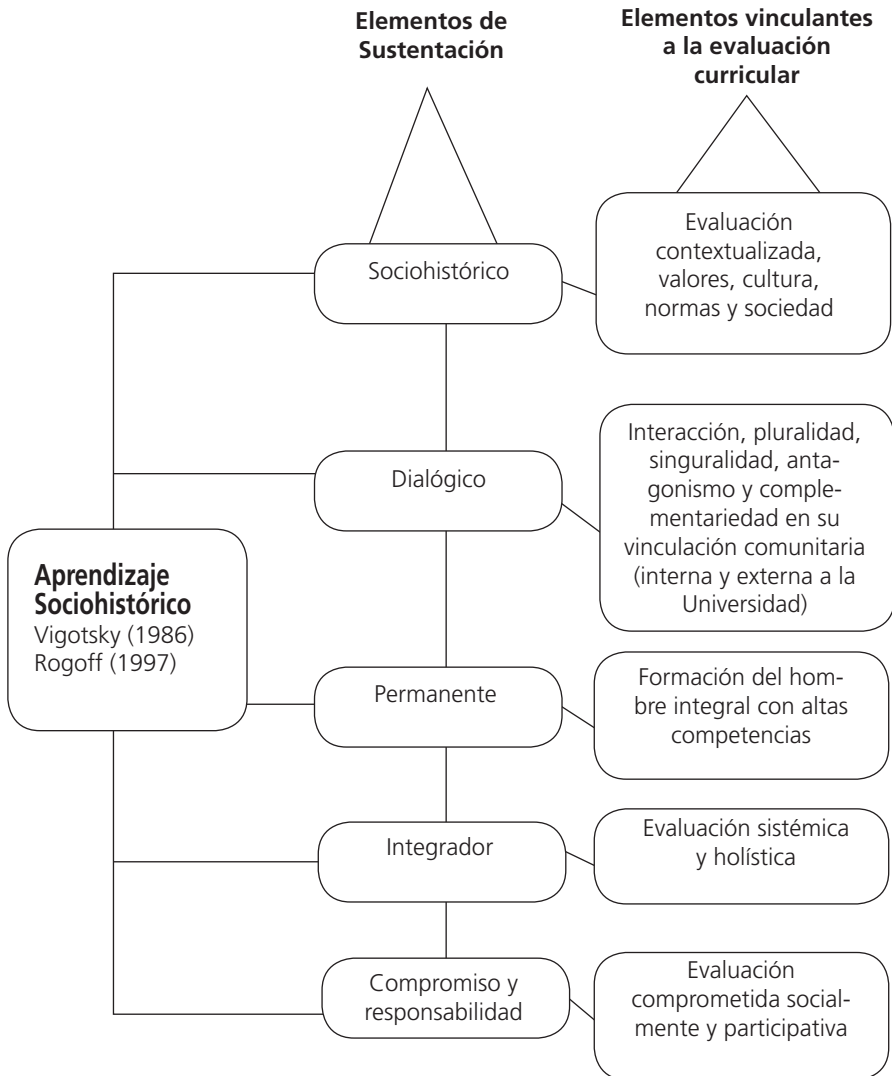 Elementos de
Sustentación
Elementos vinculantes
a la evaluación
curricular
Sociohistórico
Evaluación
contextualizada,
valores, cultura,
normas y sociedad
Dialógico
Interacción, pluralidad,
singuralidad, anta-
gonismo y comple-
mentariedad en su
vinculación comunitaria
(interna y externa a la
Universidad)
Aprendizaje
Sociohistórico
Vigotsky (1986)
Rogoff (1997)
Permanente
Formación del hom-
bre integral con altas
competencias
Integrador
Evaluación sistémica
y holística
Compromiso y
responsabilidad
Evaluación
comprometida social-
mente y participativa